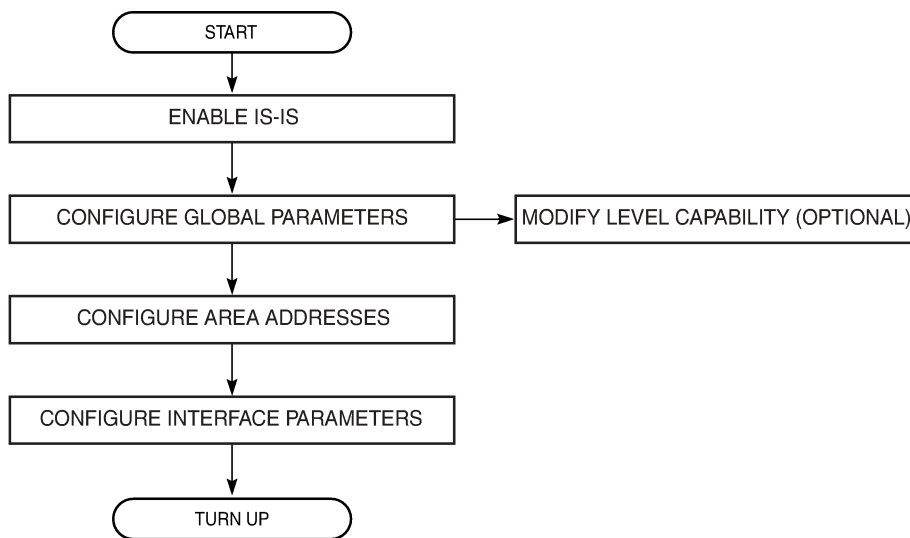 START
ENABLE IS-IS
CONFIGURE GLOBAL PARAMETERS
MODIFY LEVEL CAPABILITY (OPTIONAL)
CONFIGURE AREA ADDRESSES
CONFIGURE INTERFACE PARAMETERS
TURN UP